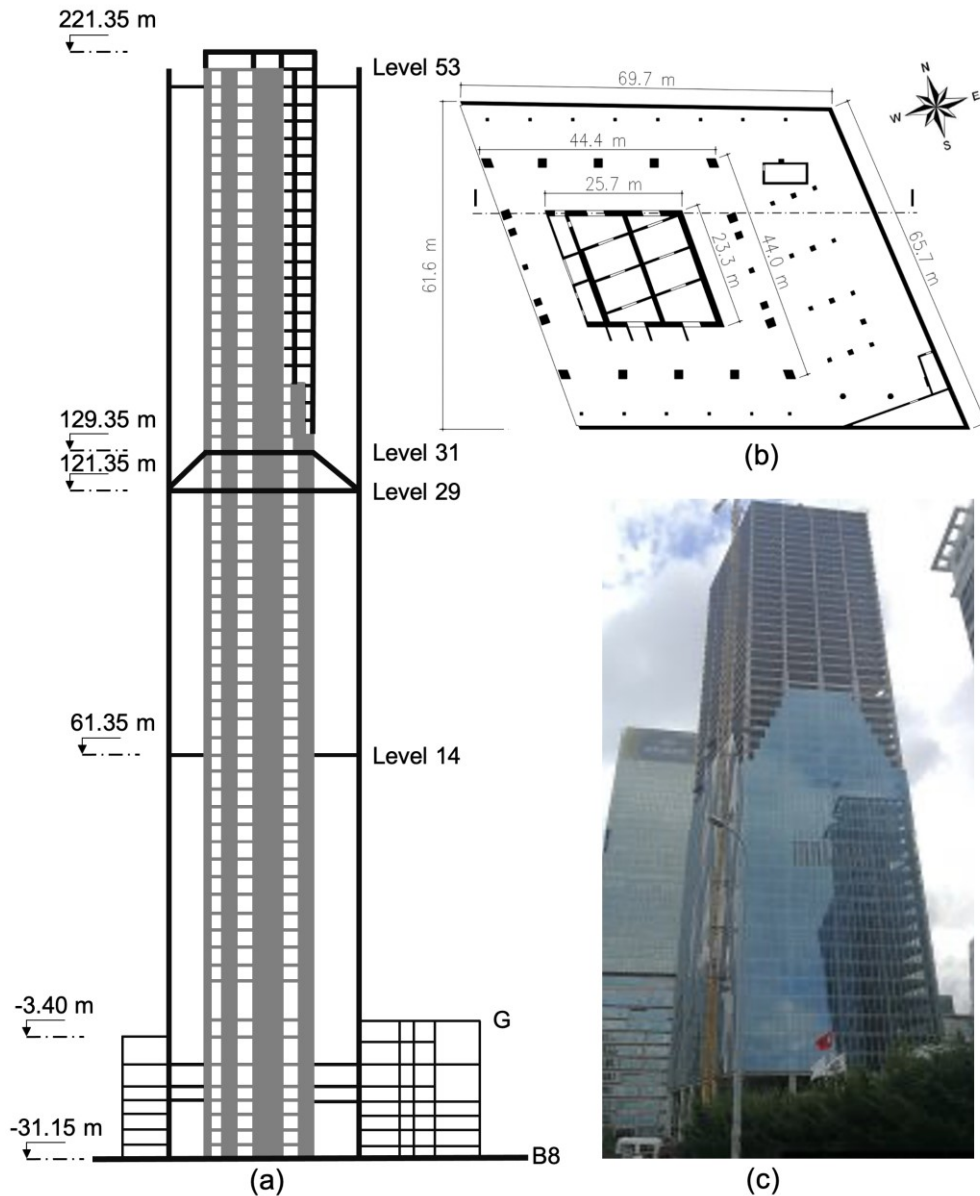 221.35 m
Level 53
129.35 m
Level 31
121.35 m
Level 29
61.35 m
Level 14
-3.40 m
G
-31.15 m
B8
(a)
69.7 m
N
E
W
S
44.4 m
25.7 m
I
I
23.3 m
44.0 m
65.7 m
61.6 m
(b)
(c)